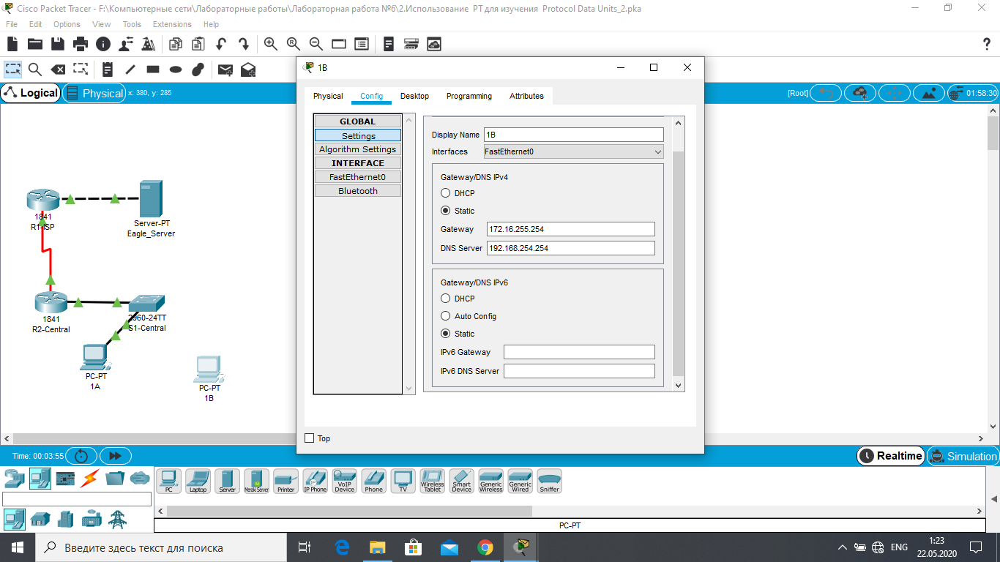 Cisco Packet Tracer - F:\Компьютерные сети\Лабораторные работы\Лабораторная работа №6\2.Использование РТ для изучения Protocol Data Units_2.pka
File Edit Options View Tools Extensions Help
Logical Physical x: 380, y: 285 [Root] 01:58:30
1B
Physical Config Desktop Programming Attributes
GLOBAL
Settings
Algorithm Settings
INTERFACE
FastEthernet0
Bluetooth
Display Name 1B
Interfaces FastEthernet0
Gateway/DNS IPv4
DHCP
Static
Gateway 172.16.255.254
DNS Server 192.168.254.254
Gateway/DNS IPv6
DHCP
Auto Config
Static
IPv6 Gateway
IPv6 DNS Server
Top
1841
R1-ISP
Server-PT
Eagle_Server
1841
R2-Central
2960-24TT
S1-Central
PC-PT
1A
PC-PT
1B
Time: 00:03:55 Realtime Simulation
PC Laptop Server Meraki Server Printer IP Phone VoIP Device Phone TV Wireless Tablet Smart Device Generic Wireless Generic Wired Sniffer
PC-PT
Введите здесь текст для поиска
ENG
1:23
22.05.2020